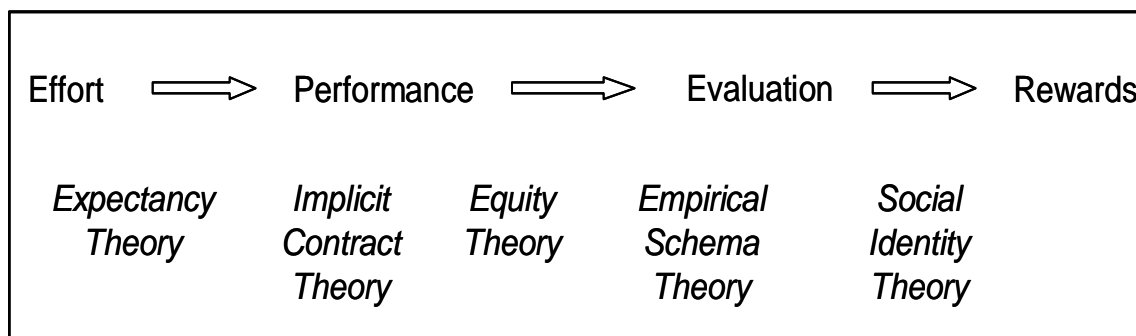 Effort Performance Evaluation Rewards
Expectancy Implicit Equity Empirical Social
Theory Contract Theory Schema Identity
Theory Theory Theory